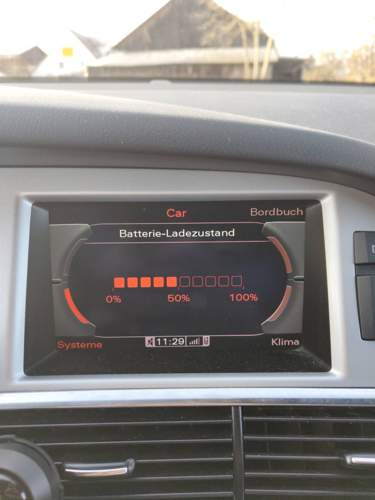 Car
Bordbuch
Batterie-Ladezustand
0% 50% 100%
Systeme
11:29
Klima